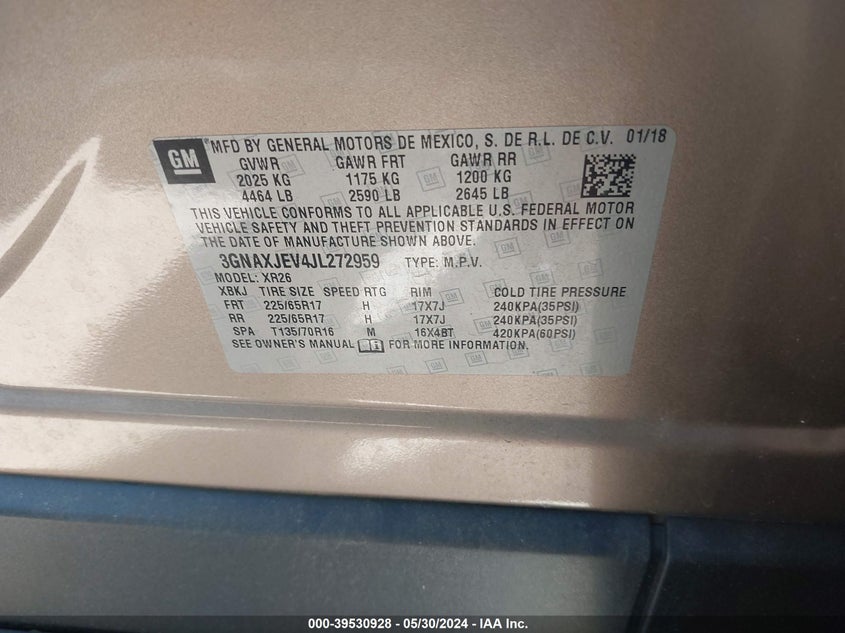 GM
MFD BY GENERAL MOTORS DE MEXICO, S. DE R.L. DE C.V. 01/18
GVWR GAWR FRT GAWR RR
2025 KG 1175 KG 1200 KG
4464 LB 2590 LB 2645 LB
THIS VEHICLE CONFORMS TO ALL APPLICABLE U.S. FEDERAL MOTOR
VEHICLE SAFETY AND THEFT PREVENTION STANDARDS IN EFFECT ON
THE DATE OF MANUFACTURE SHOWN ABOVE.
3GNAXJEV4JL272959 TYPE: M.P.V.
MODEL: XR26
XBKJ TIRE SIZE SPEED RTG RIM COLD TIRE PRESSURE
FRT 225/65R17 H 17X7J 240KPA(35PSI)
RR 225/65R17 H 17X7J 240KPA(35PSI)
SPA T135/70R16 M 16X4BT 420KPA(60PSI)
SEE OWNER'S MANUAL FOR MORE INFORMATION.
000-39530928 - 05/30/2024 - IAA Inc.